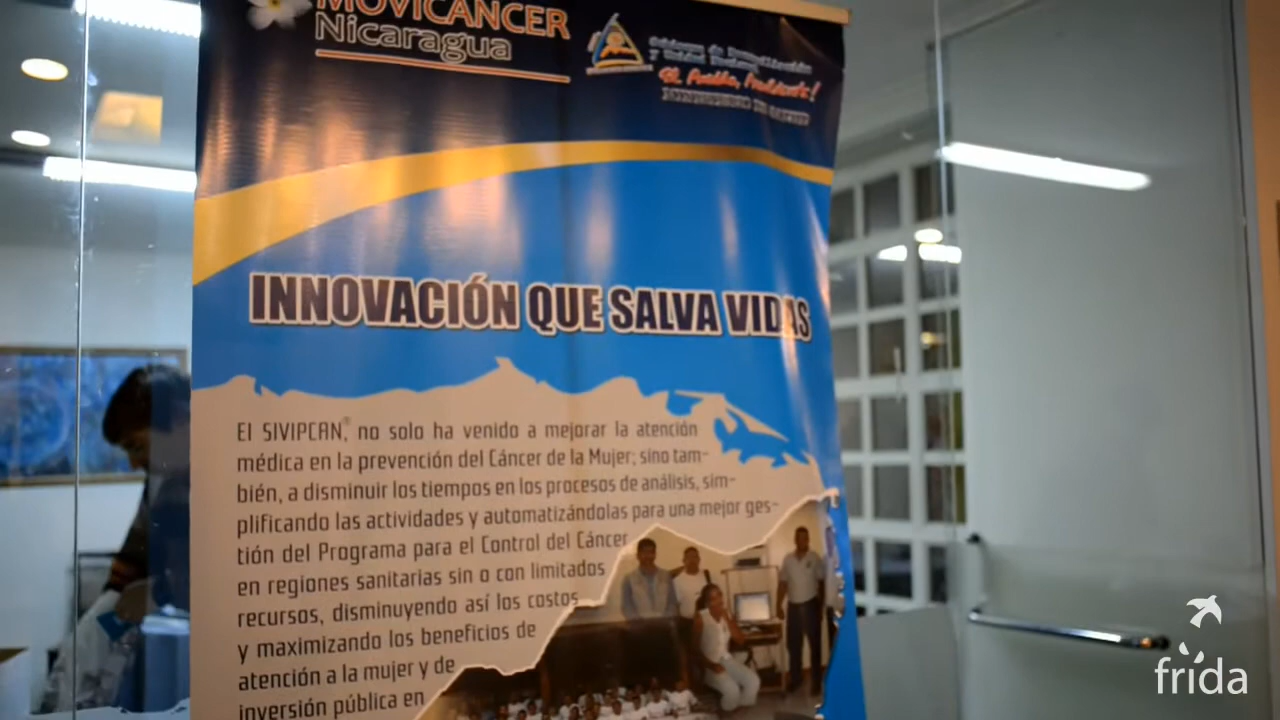 MOVICANCER
Nicaragua
El Pueblo, Presidente!
INNOVACIÓN QUE SALVA VIDAS
El SIVIPCAN®, no solo ha venido a mejorar la atención
médica en la prevención del Cáncer de la Mujer; sino tam-
bién, a disminuir los tiempos en los procesos de análisis, sim-
plificando las actividades y automatizándolas para una mejor ges-
tión del Programa para el Control del Cáncer
en regiones sanitarias sin o con limitados
recursos, disminuyendo así los costos
y maximizando los beneficios de
atención a la mujer y de
inversión pública en
frida